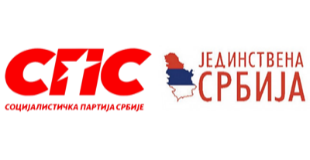 СПС
СОЦИЈАЛИСТИЧКА ПАРТИЈА СРБИЈЕ
ЈЕДИНСТВЕНА
СРБИЈА